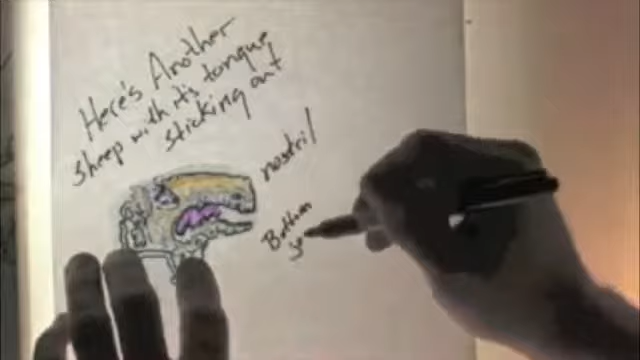 Here's Another
sheep with it's tongue
sticking out
nostril
Bottom